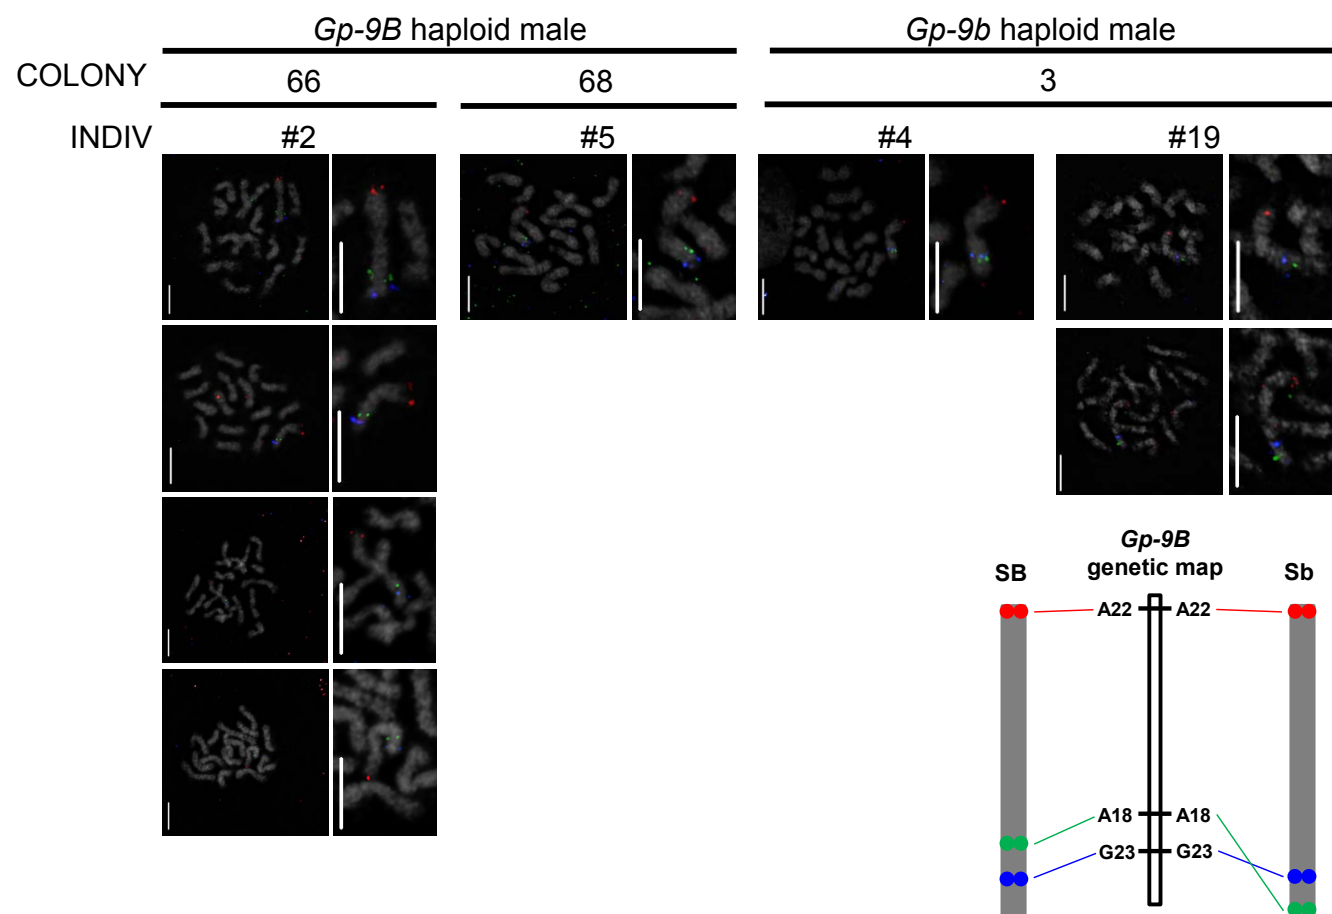 Gp-9B haploid male
Gp-9b haploid male
COLONY
66
68
3
INDIV
#2
#5
#4
#19
Gp-9B
genetic map
SB
Sb
A22
A22
A18
A18
G23
G23